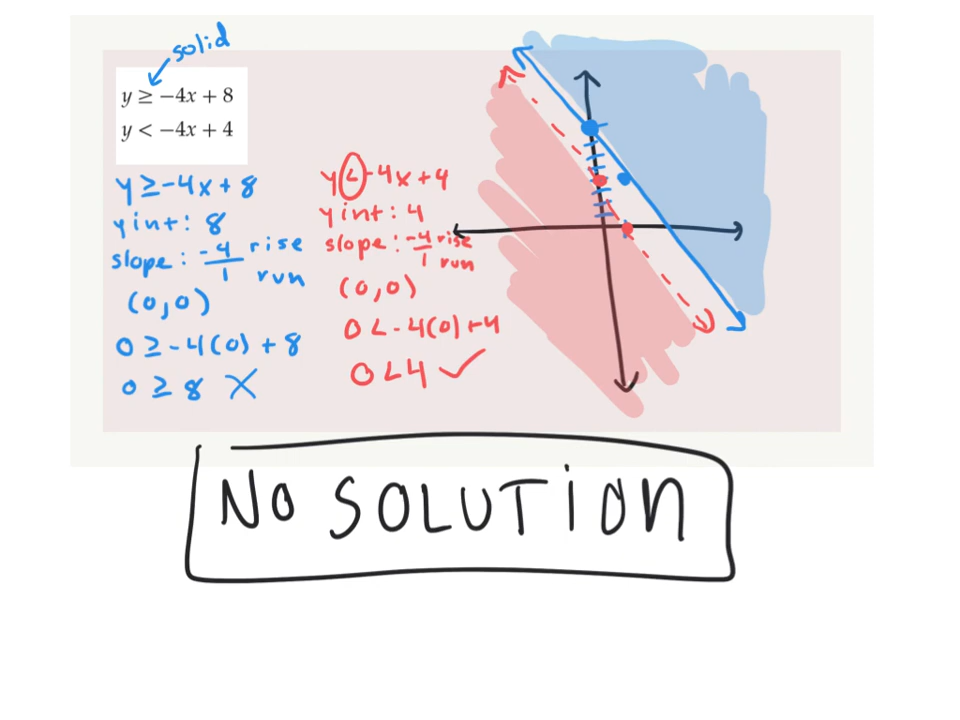 solid
y ≥ −4x + 8
y < −4x + 4
y ≥ -4x + 8
y int: 8
slope: -4/1 rise run
(0,0)
0 ≥ -4(0) + 8
0 ≥ 8 X
y < -4x + 4
y int: 4
slope: -4/1 rise run
(0,0)
0 < -4(0) + 4
0 < 4 ✓
NO SOLUTION